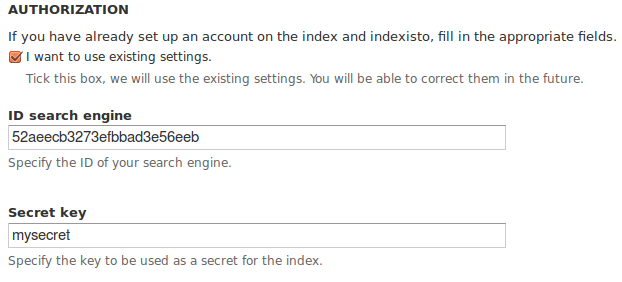 AUTHORIZATION
If you have already set up an account on the index and indexisto, fill in the appropriate fields.
I want to use existing settings.
Tick this box, we will use the existing settings. You will be able to correct them in the future.
ID search engine
52aeecb3273efbbad3e56eeb
Specify the ID of your search engine.
Secret key
mysecret
Specify the key to be used as a secret for the index.